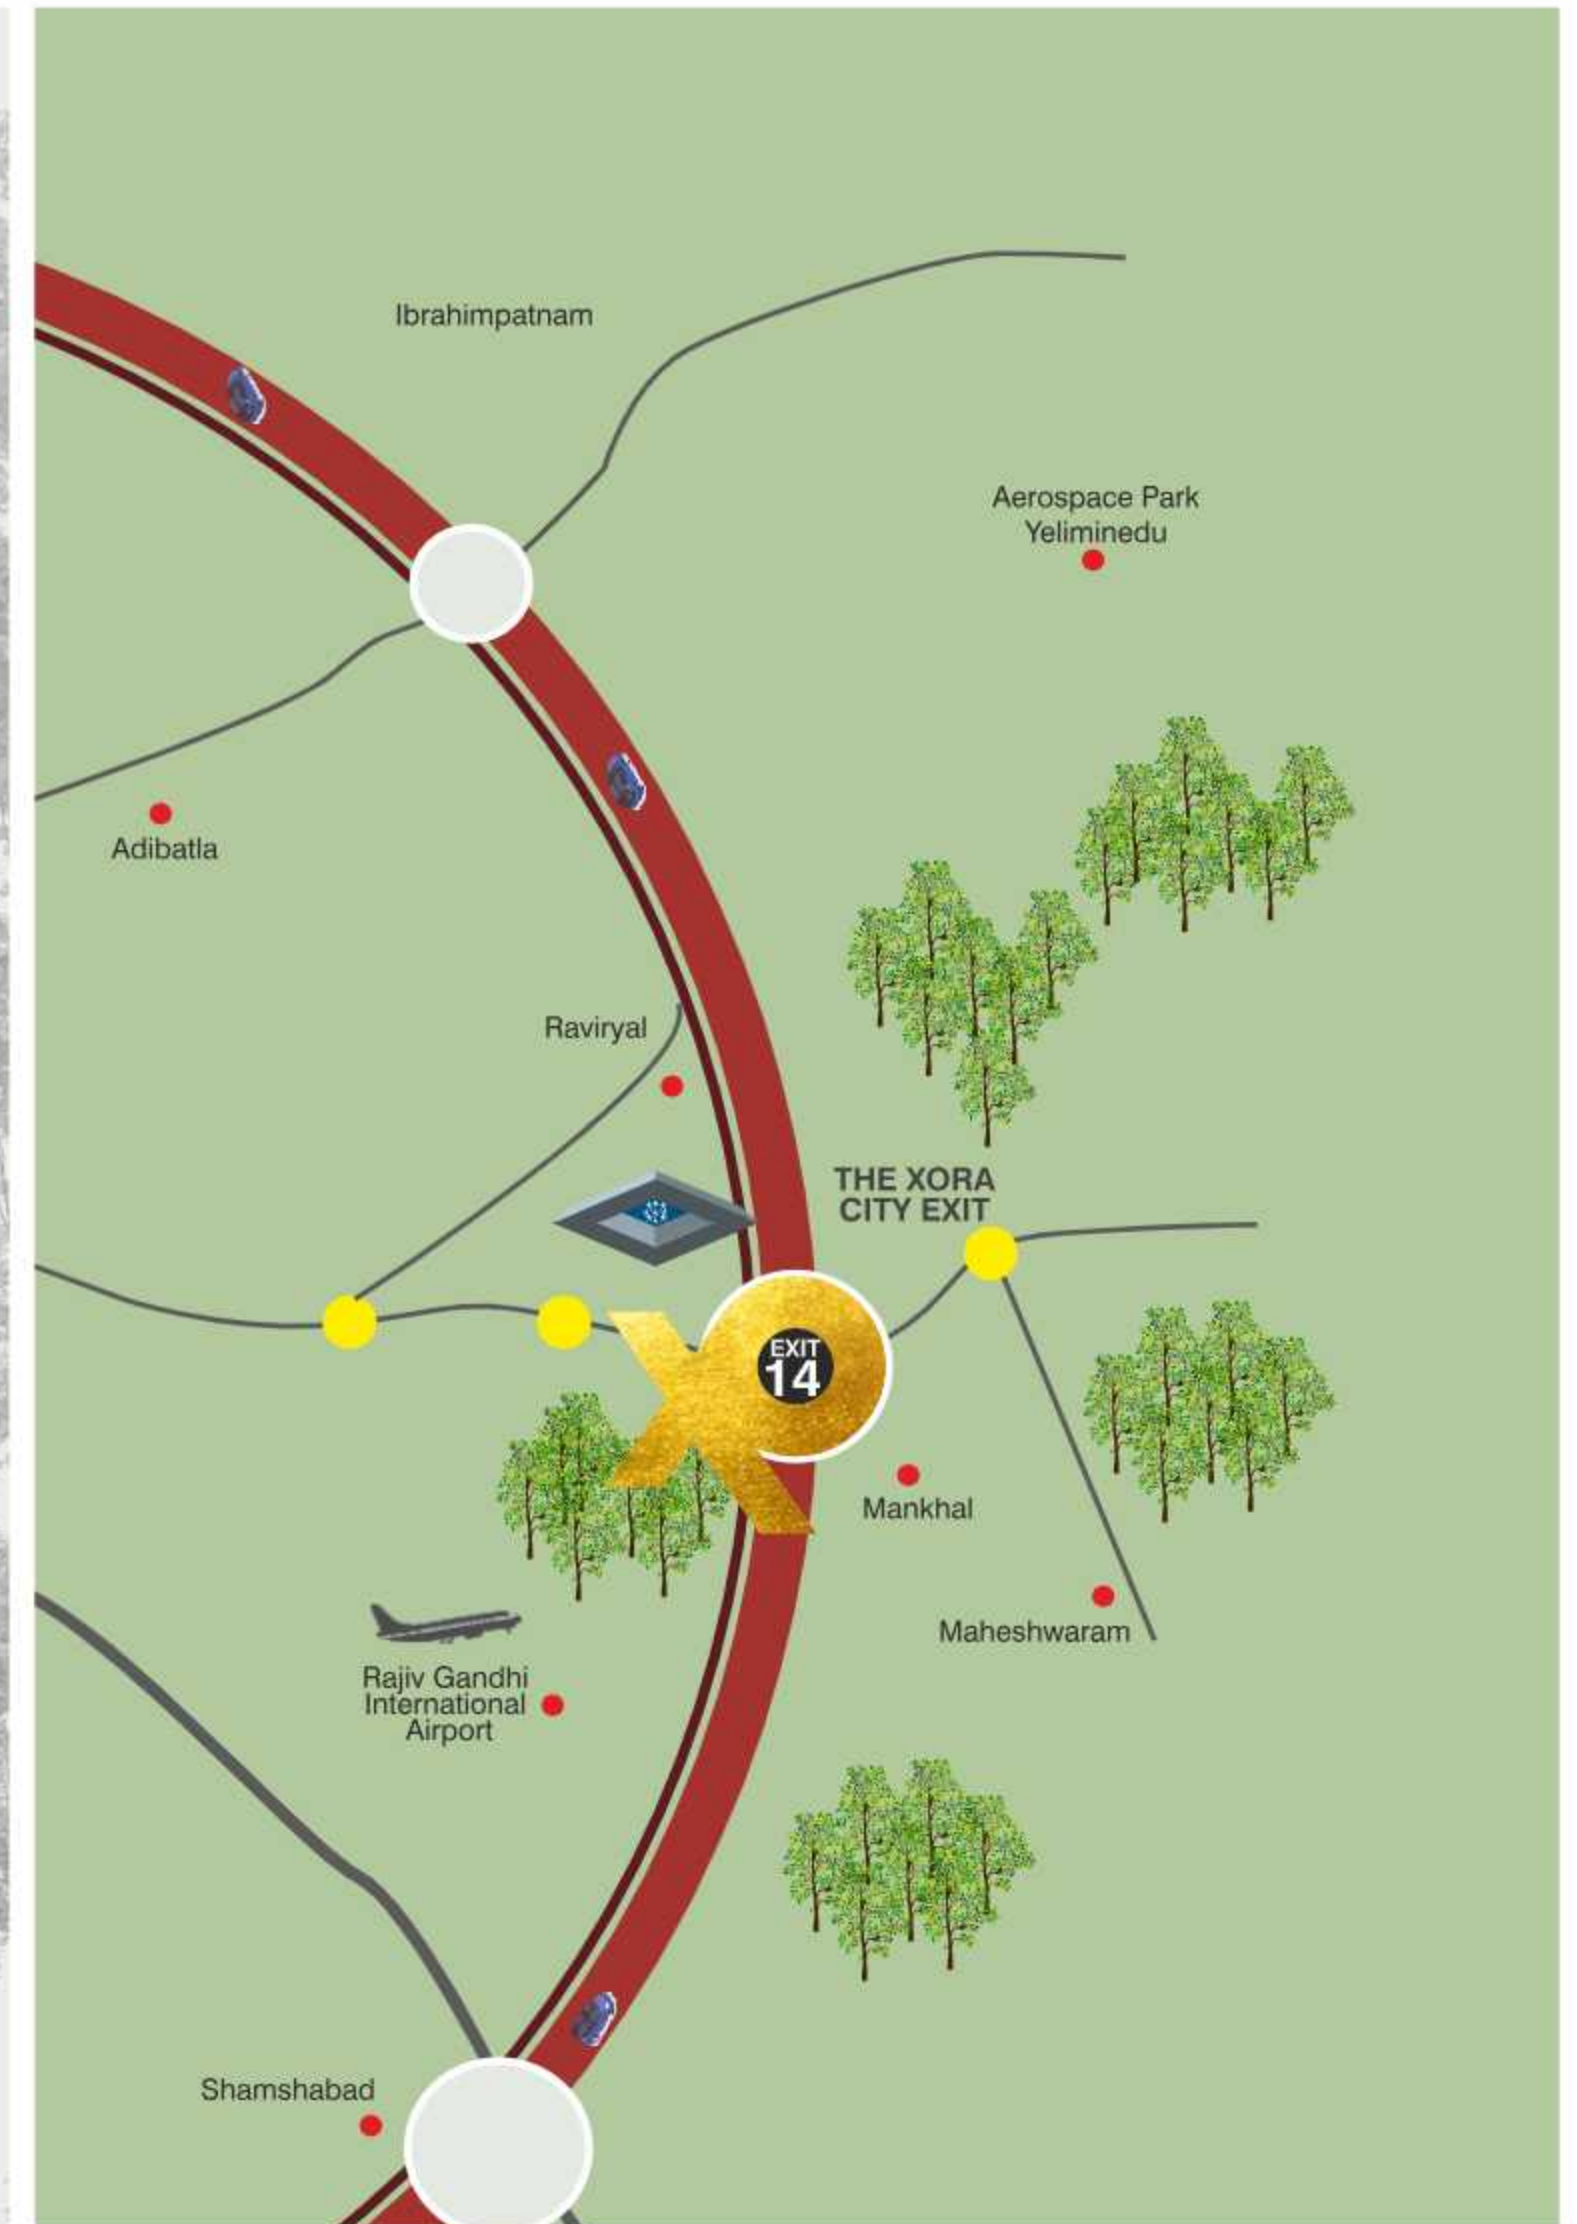 Ibrahimpatnam
Aerospace Park
Yeliminedu
Adibatla
Raviryal
THE XORA
CITY EXIT
EXIT
14
Mankhal
Maheshwaram
Rajiv Gandhi
International
Airport
Shamshabad